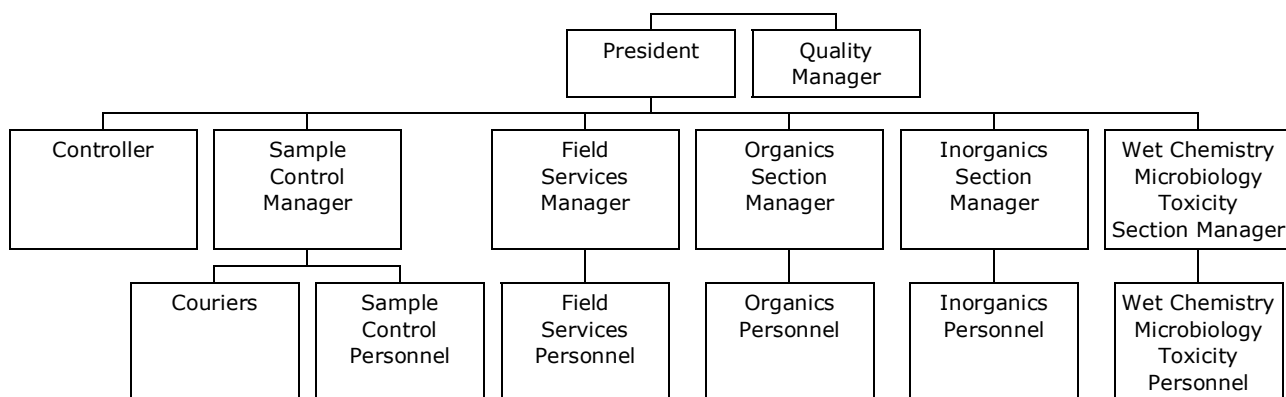 President
Quality
Manager
Controller
Sample
Control
Manager
Field
Services
Manager
Organics
Section
Manager
Inorganics
Section
Manager
Wet Chemistry
Microbiology
Toxicity
Section Manager
Couriers
Sample
Control
Personnel
Field
Services
Personnel
Organics
Personnel
Inorganics
Personnel
Wet Chemistry
Microbiology
Toxicity
Personnel